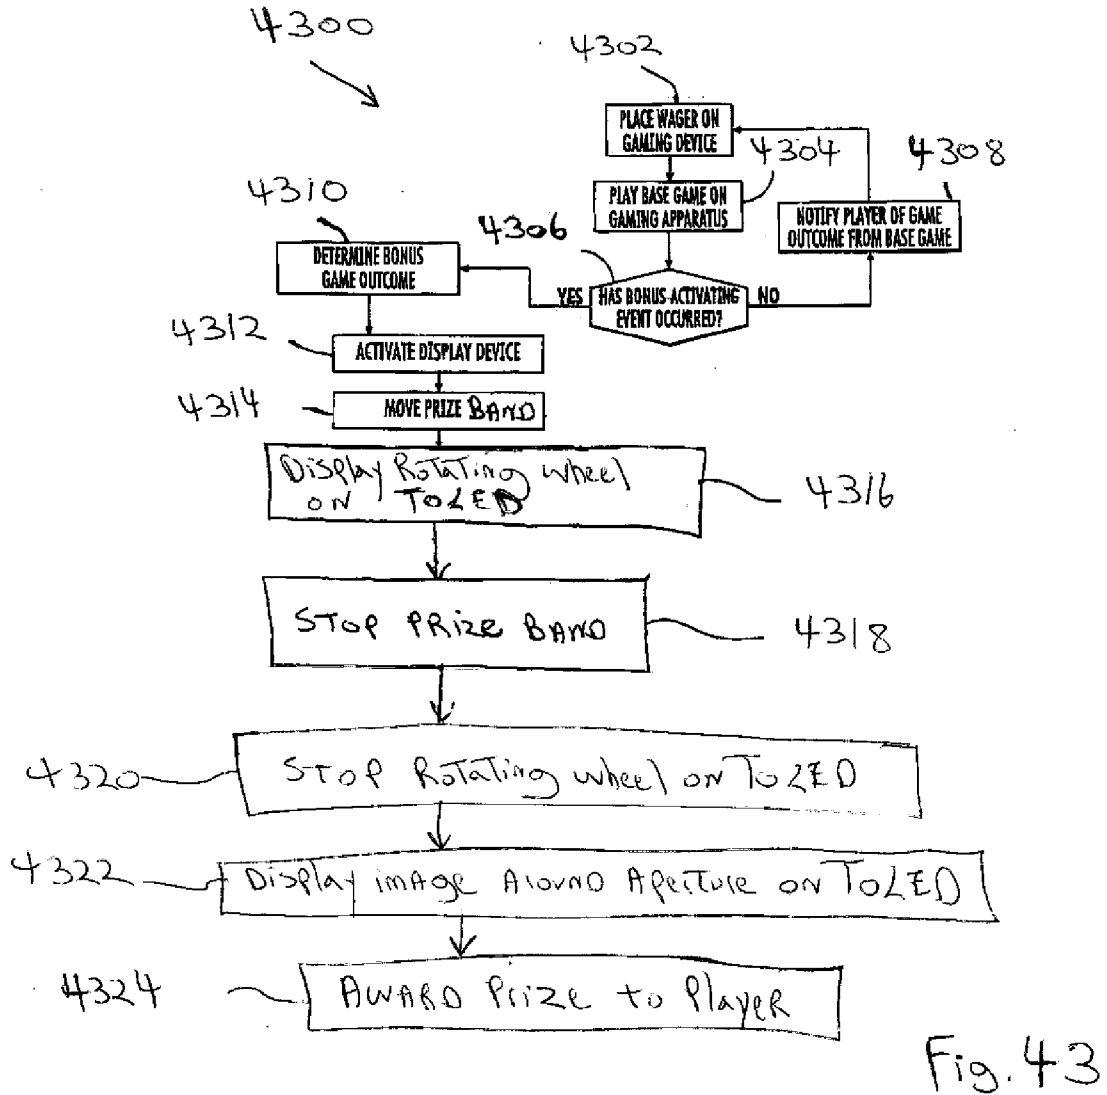 4300
4302
PLACE WAGER ON
GAMING DEVICE
4304
4308
PLAY BASE GAME ON
GAMING APPARATUS
NOTIFY PLAYER OF GAME
OUTCOME FROM BASE GAME
4306
4310
DETERMINE BONUS
GAME OUTCOME
YES
HAS BONUS-ACTIVATING
EVENT OCCURRED?
NO
4312
ACTIVATE DISPLAY DEVICE
4314
MOVE PRIZE BAND
Display Rotating wheel
ON TOLED
4316
STOP PRIze BAND
4318
4320
STOP Rotating wheel on TOLED
4322
Display image Around Aperture on TOLED
4324
AWARD Prize to Player
Fig. 43